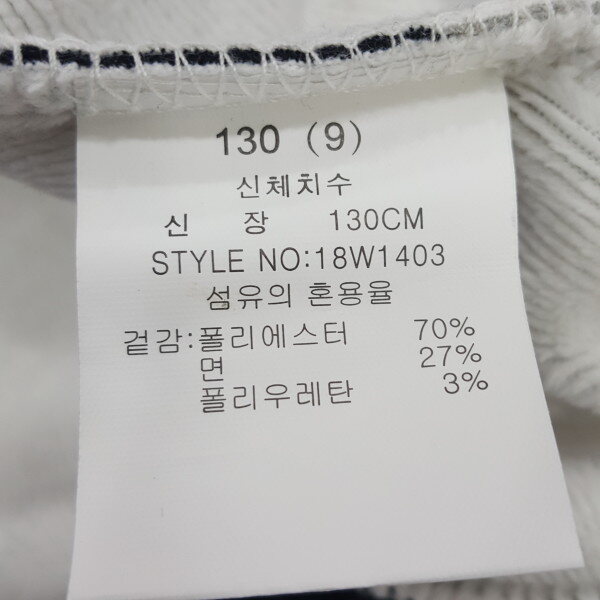 130 (9)
신체치수
신 장 130CM
STYLE NO:18W1403
섬유의 혼용율
겉감:폴리에스터 70%
면 27%
폴리우레탄 3%